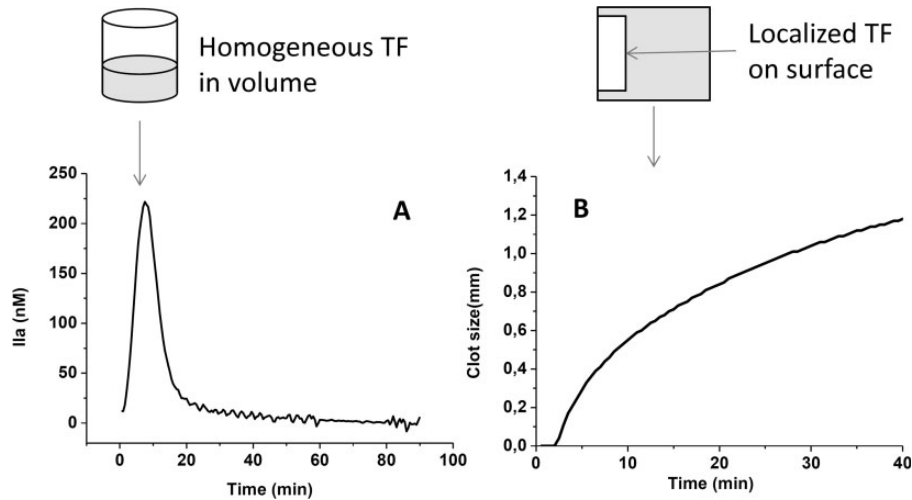 Homogeneous TF
in volume
Localized TF
on surface
A
250
200
150
100
50
0
IIa (nM)
0 20 40 60 80 100
Time (min)
B
1,4
1,2
1,0
0,8
0,6
0,4
0,2
0,0
Clot size(mm)
0 10 20 30 40
Time (min)